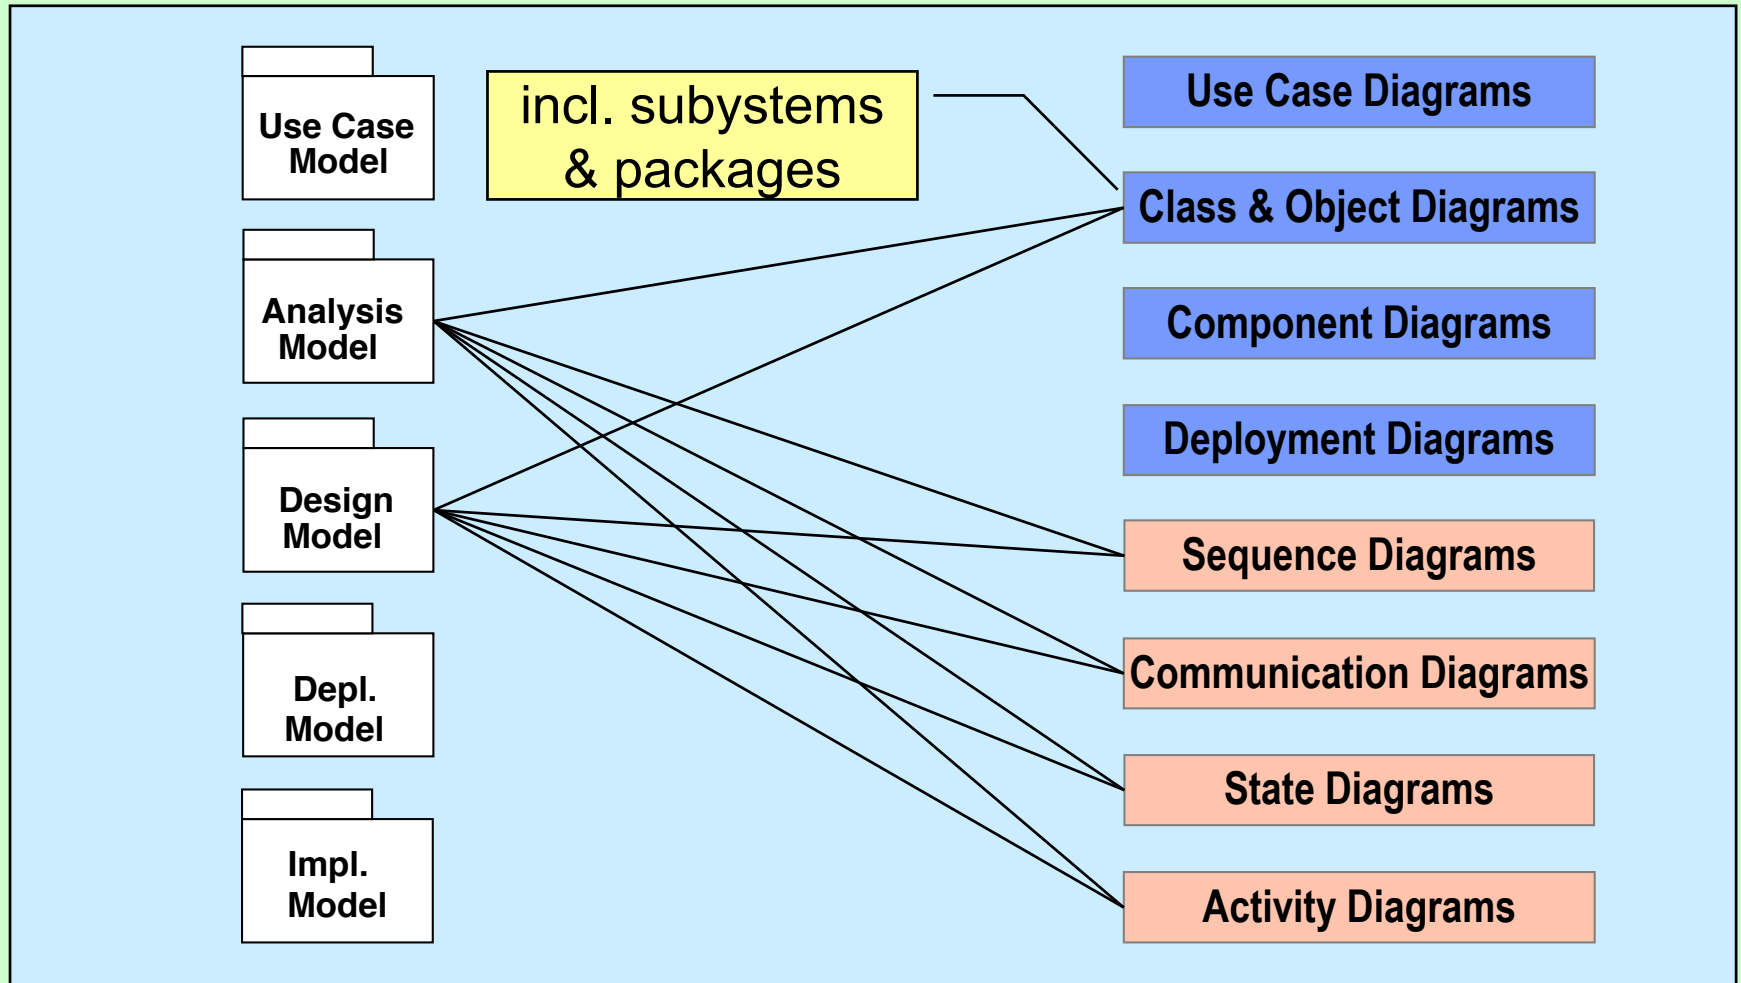 Use Case
Model
incl. subystems
& packages
Use Case Diagrams
Class & Object Diagrams
Analysis
Model
Component Diagrams
Deployment Diagrams
Design
Model
Sequence Diagrams
Communication Diagrams
Depl.
Model
State Diagrams
Impl.
Model
Activity Diagrams